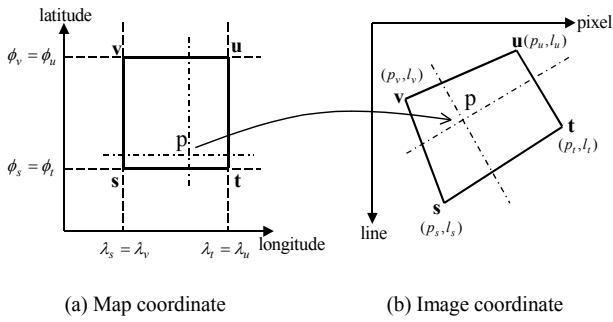 latitude
ϕv = ϕu
v
u
p
ϕs = ϕt
s
t
longitude
λs = λv
λt = λu
(a) Map coordinate
pixel
u(pu, lu)
(pv, lv)
v
p
t
(pt, lt)
s
(ps, ls)
line
(b) Image coordinate